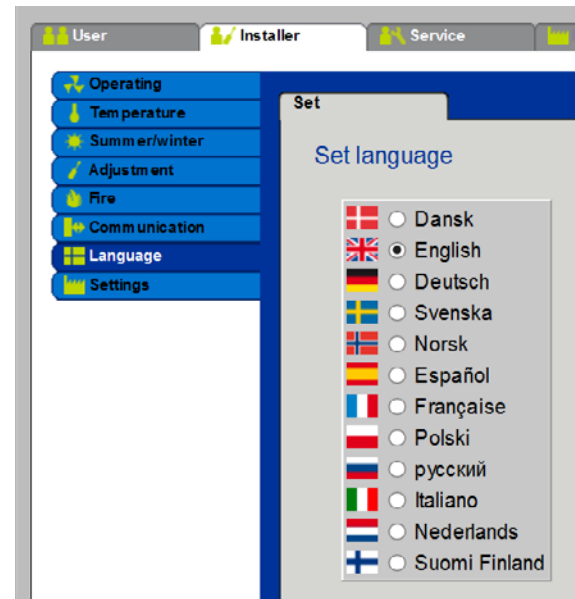 User
Installer
Service
Operating
Temperature
Summer/winter
Adjustment
Fire
Communication
Language
Settings
Set
Set language
Dansk
English
Deutsch
Svenska
Norsk
Español
Française
Polski
русский
Italiano
Nederlands
Suomi Finland